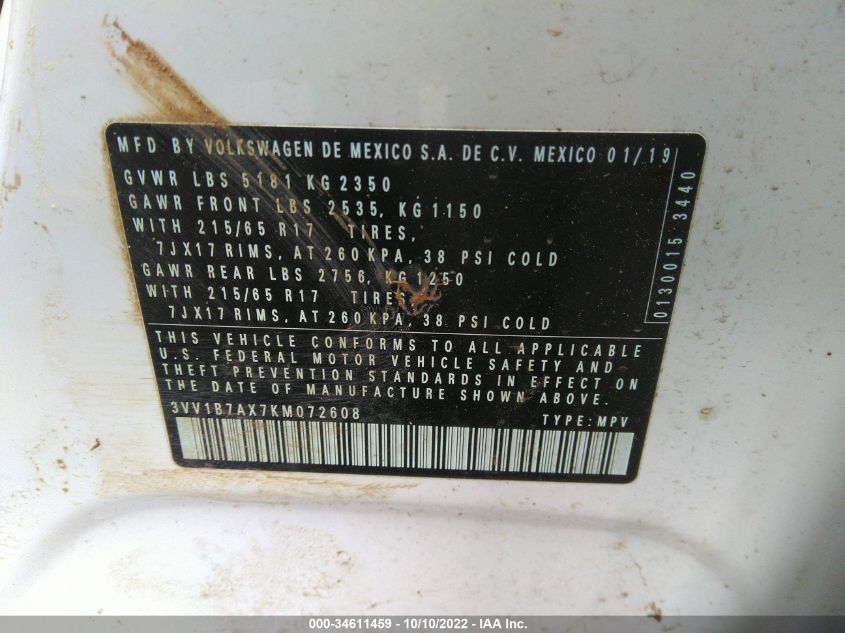 MFD BY VOLKSWAGEN DE MEXICO S.A. DE C.V. MEXICO 01/19
GVWR LBS 5181 KG 2350
GAWR FRONT LBS 2535, KG 1150
WITH 215/65 R17 TIRES,
7JX17 RIMS, AT 260 KPA, 38 PSI COLD
GAWR REAR LBS 2756, KG 1250
WITH 215/65 R17 TIRES
7JX17 RIMS, AT 260 KPA, 38 PSI COLD
0130015 3440
THIS VEHICLE CONFORMS TO ALL APPLICABLE
U.S. FEDERAL MOTOR VEHICLE SAFETY AND
THEFT PREVENTION STANDARDS IN EFFECT ON
THE DATE OF MANUFACTURE SHOWN ABOVE.
3VV1B7AX7KM072608 TYPE: MPV
000-34611459 - 10/10/2022 - IAA Inc.